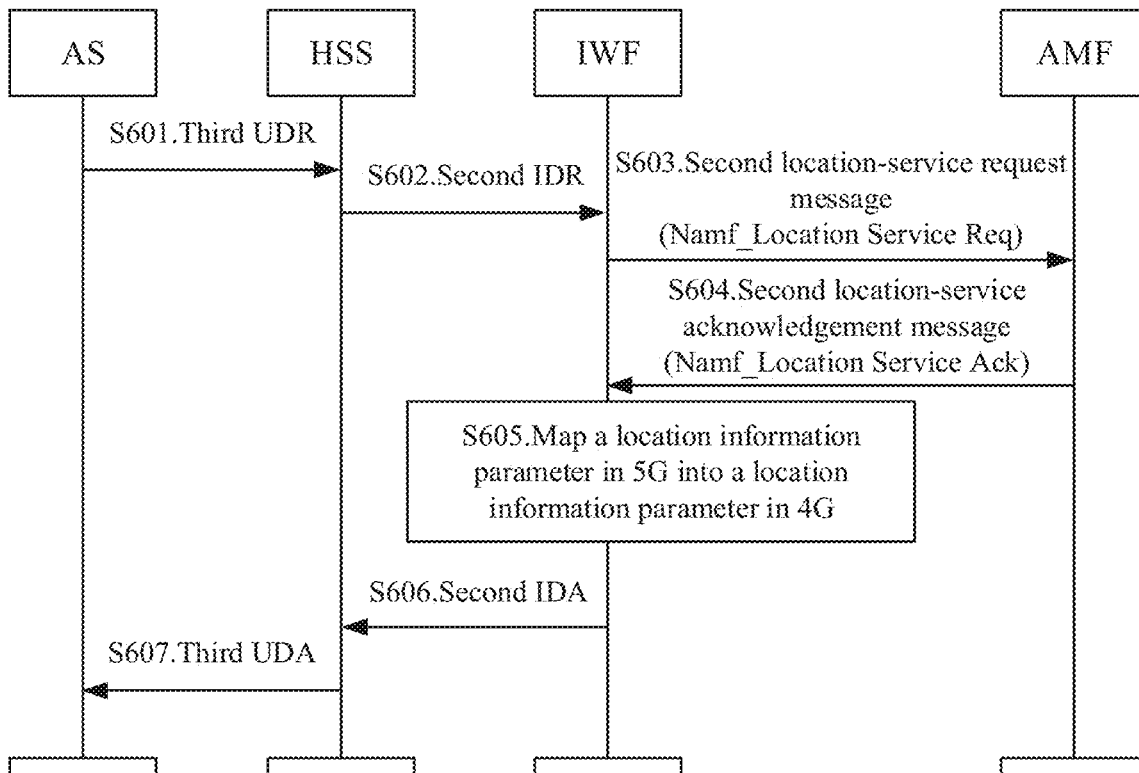 AS
HSS
IWF
AMF
S601.Third UDR
S602.Second IDR
S603.Second location-service request
message
(Namf_Location Service Req)
S604.Second location-service
acknowledgement message
(Namf_Location Service Ack)
S605.Map a location information
parameter in 5G into a location
information parameter in 4G
S606.Second IDA
S607.Third UDA